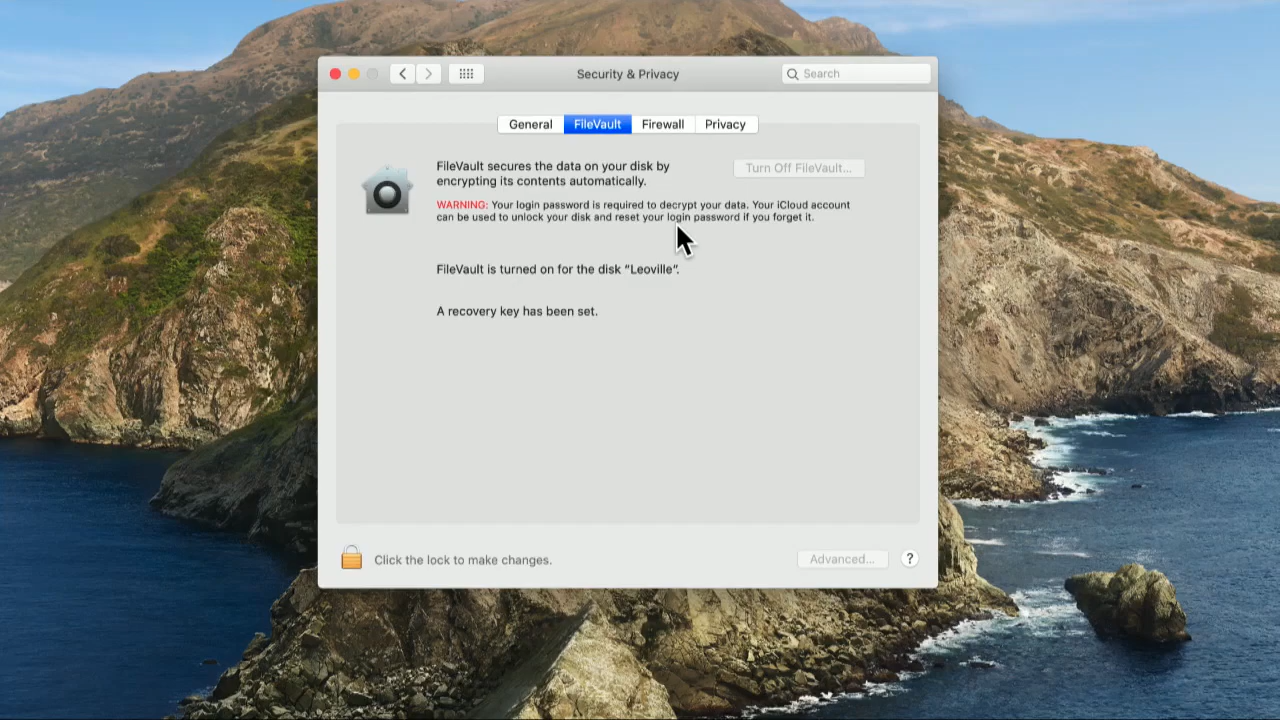 Security & Privacy
Search
General
FileVault
Firewall
Privacy
FileVault secures the data on your disk by
encrypting its contents automatically.
Turn Off FileVault...
WARNING: Your login password is required to decrypt your data. Your iCloud account
can be used to unlock your disk and reset your login password if you forget it.
FileVault is turned on for the disk “Leoville”.
A recovery key has been set.
Click the lock to make changes.
Advanced...
?